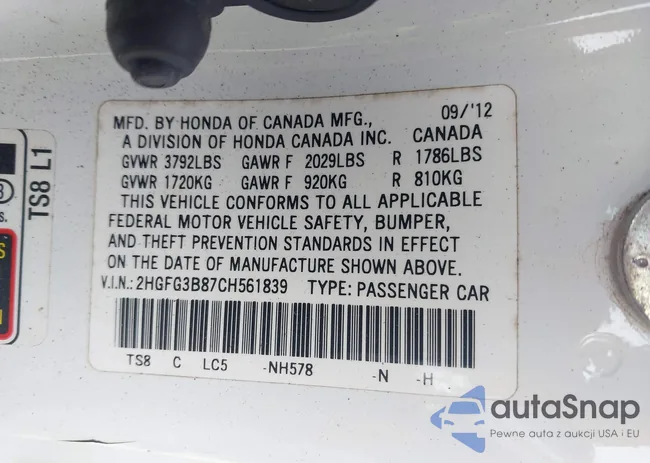 MFD. BY HONDA OF CANADA MFG., 09/'12
A DIVISION OF HONDA CANADA INC. CANADA
GVWR 3792LBS GAWR F 2029LBS R 1786LBS
GVWR 1720KG GAWR F 920KG R 810KG
THIS VEHICLE CONFORMS TO ALL APPLICABLE
FEDERAL MOTOR VEHICLE SAFETY, BUMPER,
AND THEFT PREVENTION STANDARDS IN EFFECT
ON THE DATE OF MANUFACTURE SHOWN ABOVE.
V.I.N.: 2HGFG3B87CH561839 TYPE: PASSENGER CAR
TS8 C LC5 -NH578 -N -H
TS8 L1
autaSnap
Pewne auta z aukcji USA i EU